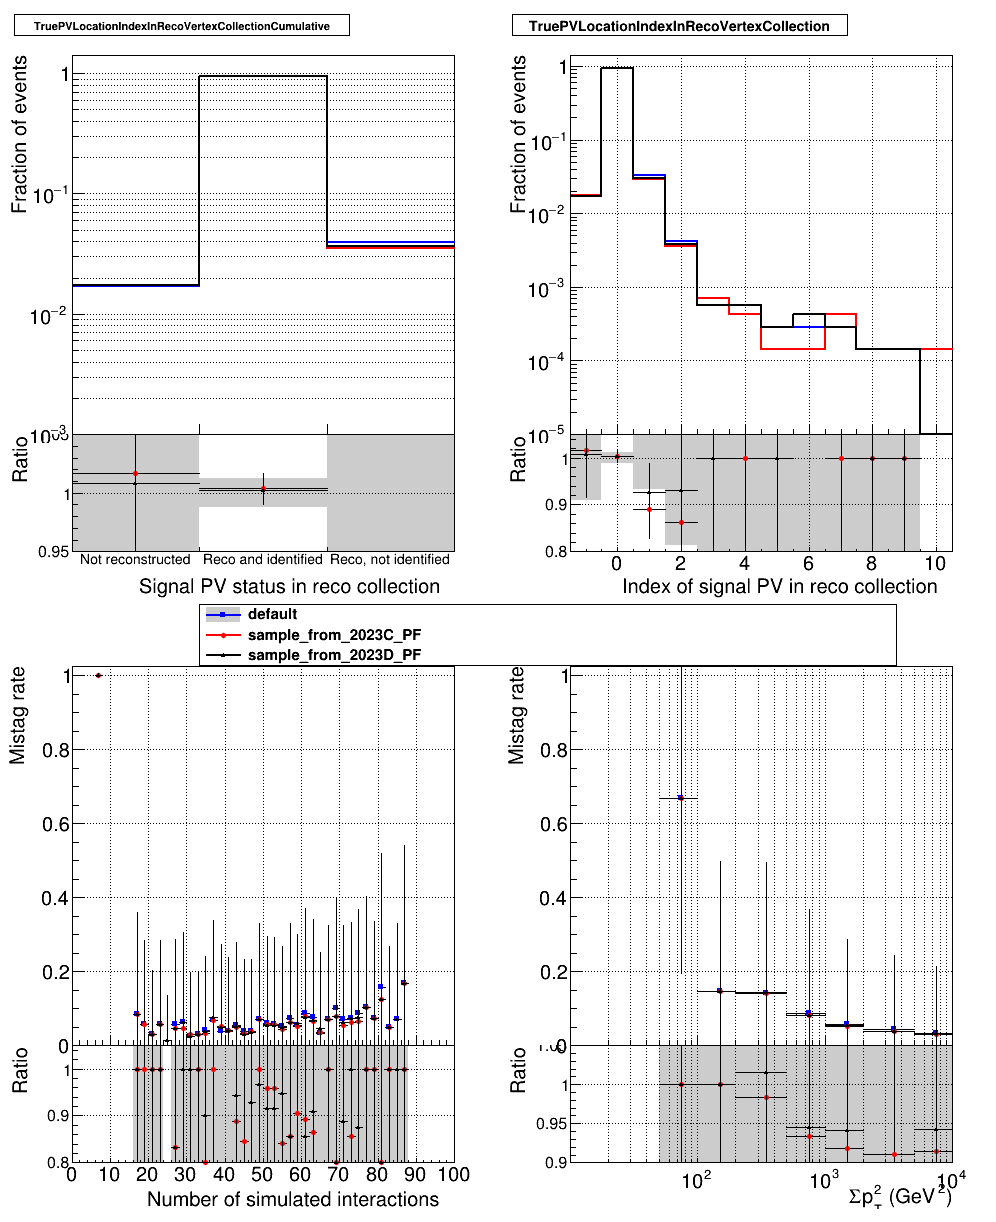 TruePVLocationIndexInRecoVertexCollectionCumulative
Fraction of events
1
10⁻¹
10⁻²
10⁻³
Ratio
1
0.95
Not reconstructed
Reco and identified
Reco, not identified
Signal PV status in reco collection
TruePVLocationIndexInRecoVertexCollection
Fraction of events
1
10⁻¹
10⁻²
10⁻³
10⁻⁴
10⁻⁵
Ratio
1
0.9
0.8
0 2 4 6 8 10
Index of signal PV in reco collection
default
sample_from_2023C_PF
sample_from_2023D_PF
Mistag rate
1
0.8
0.6
0.4
0.2
0
Ratio
1
0.9
0.8
0 10 20 30 40 50 60 70 80 90 100
Number of simulated interactions
Mistag rate
1
0.8
0.6
0.4
0.2
0
Ratio
1
0.95
0.9
10² 10³ 10⁴
Σp²_T (GeV²)